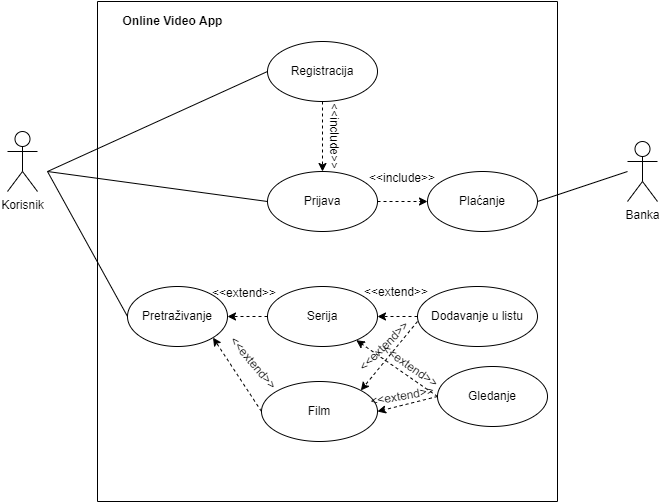 Online Video App
Registracija
<<include>>
Korisnik
Prijava
<<include>>
Plaćanje
Banka
Pretraživanje
<<extend>>
Serija
<<extend>>
Dodavanje u listu
<<extend>>
<<extend>>
<<extend>>
<<extend>>
Film
Gledanje